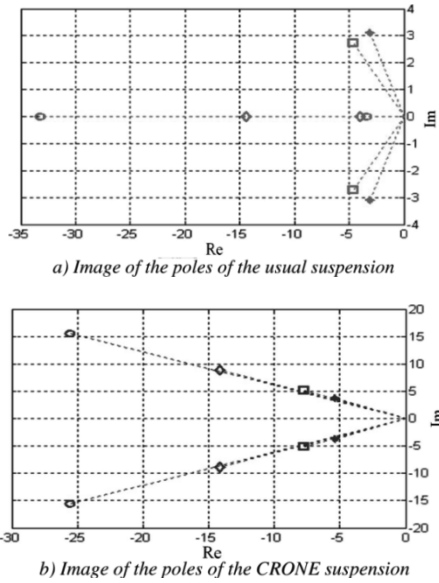 4
3
2
1
0
-1
-2
-3
-4
Im
-35 -30 -25 -20 -15 -10 -5 0
Re
a) Image of the poles of the usual suspension
20
15
10
5
0
-5
-10
-15
-20
Im
-30 -25 -20 -15 -10 -5 0
Re
b) Image of the poles of the CRONE suspension